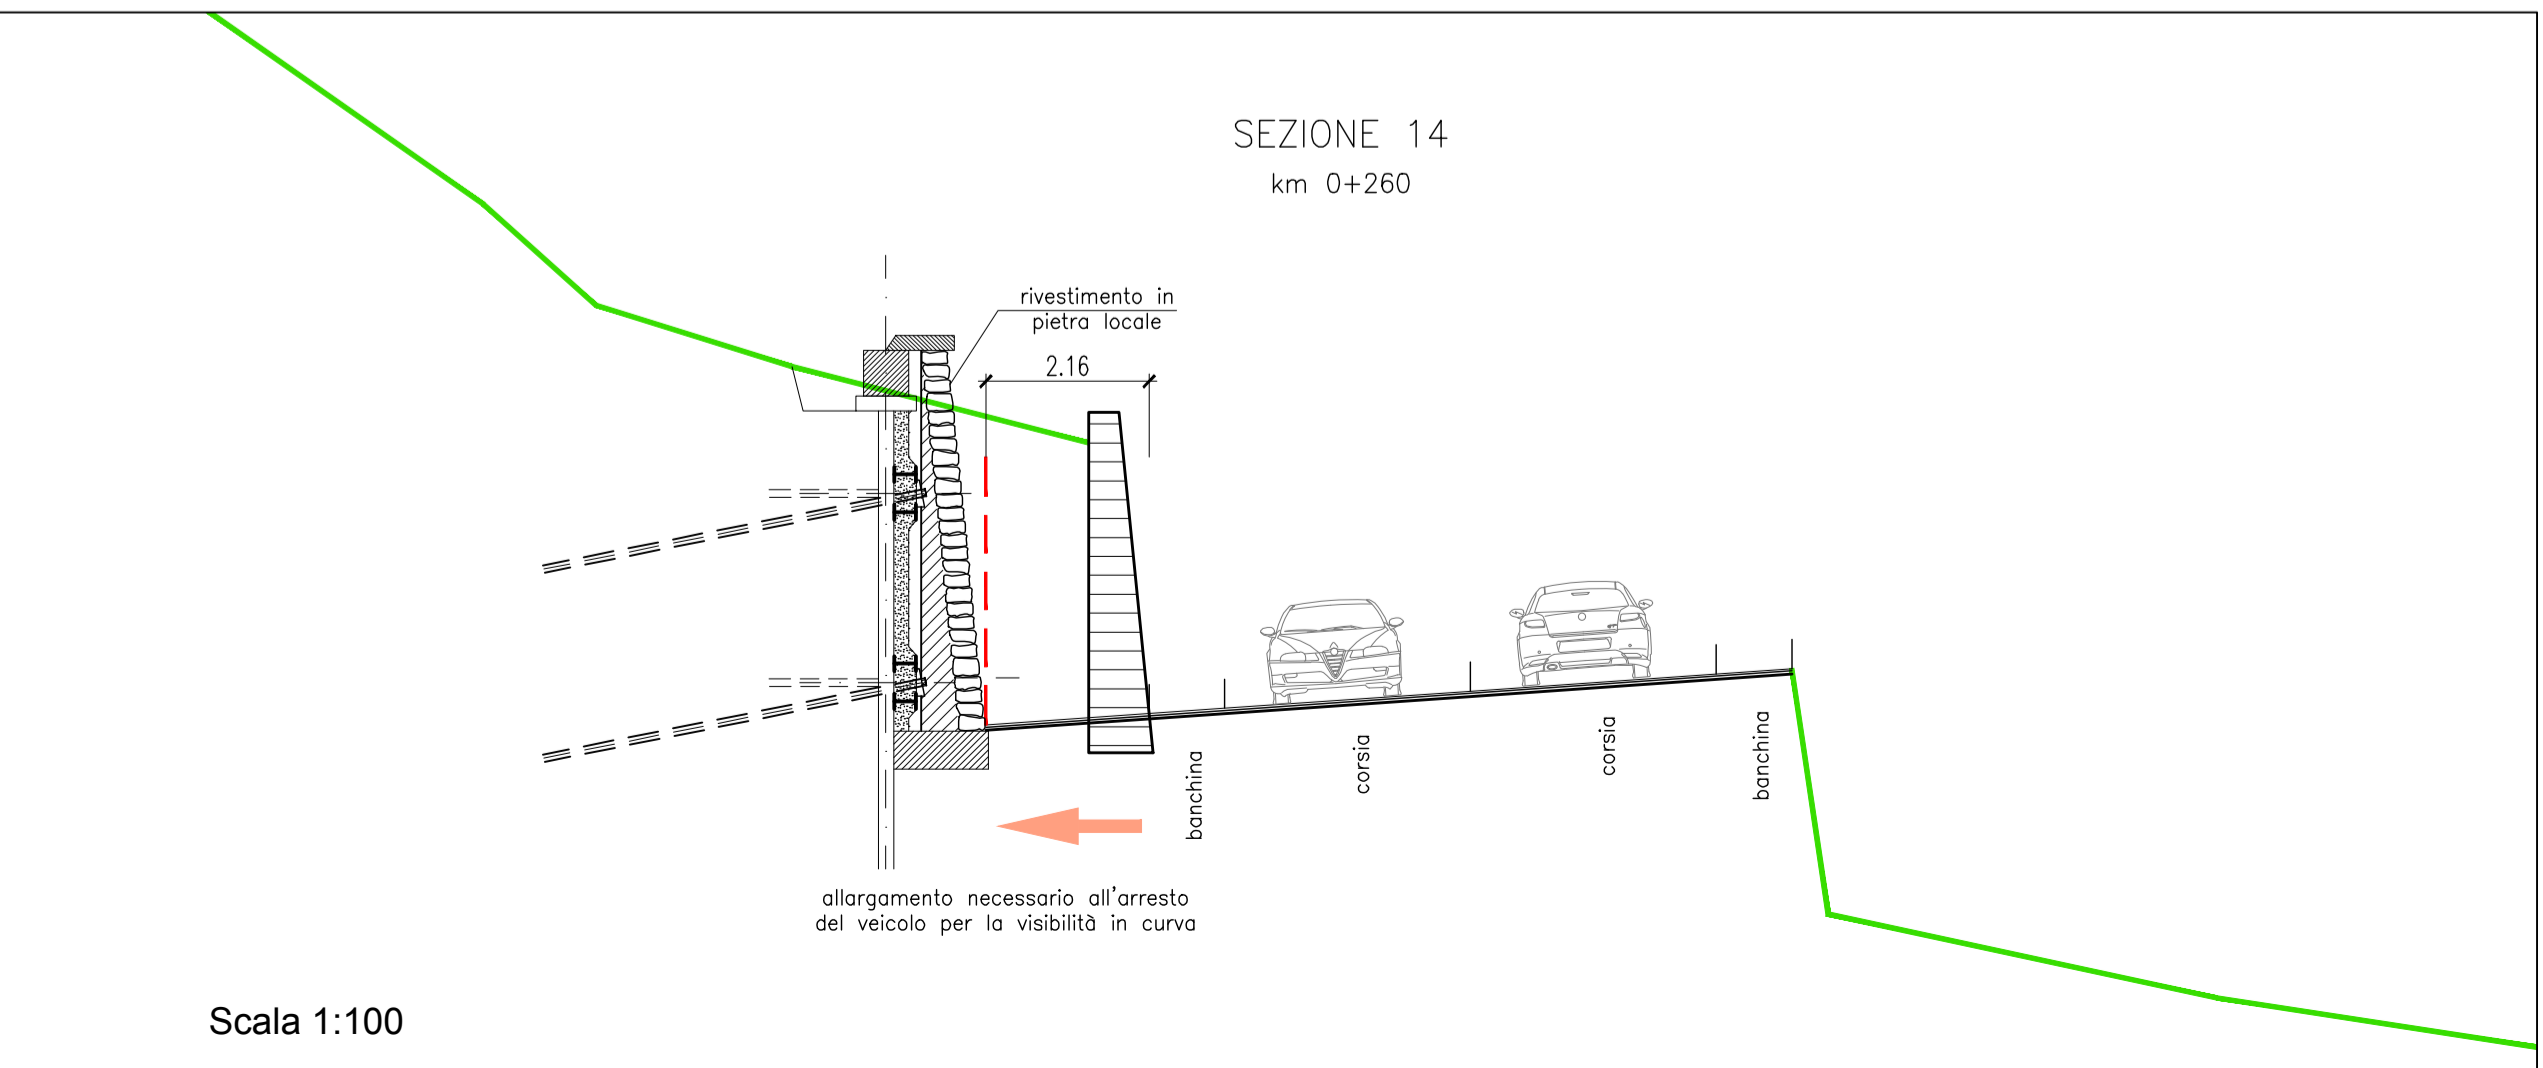 SEZIONE 14
km 0+260
rivestimento in
pietra locale
2.16
banchina
corsia
corsia
banchina
allargamento necessario all'arresto
del veicolo per la visibilità in curva
Scala 1:100